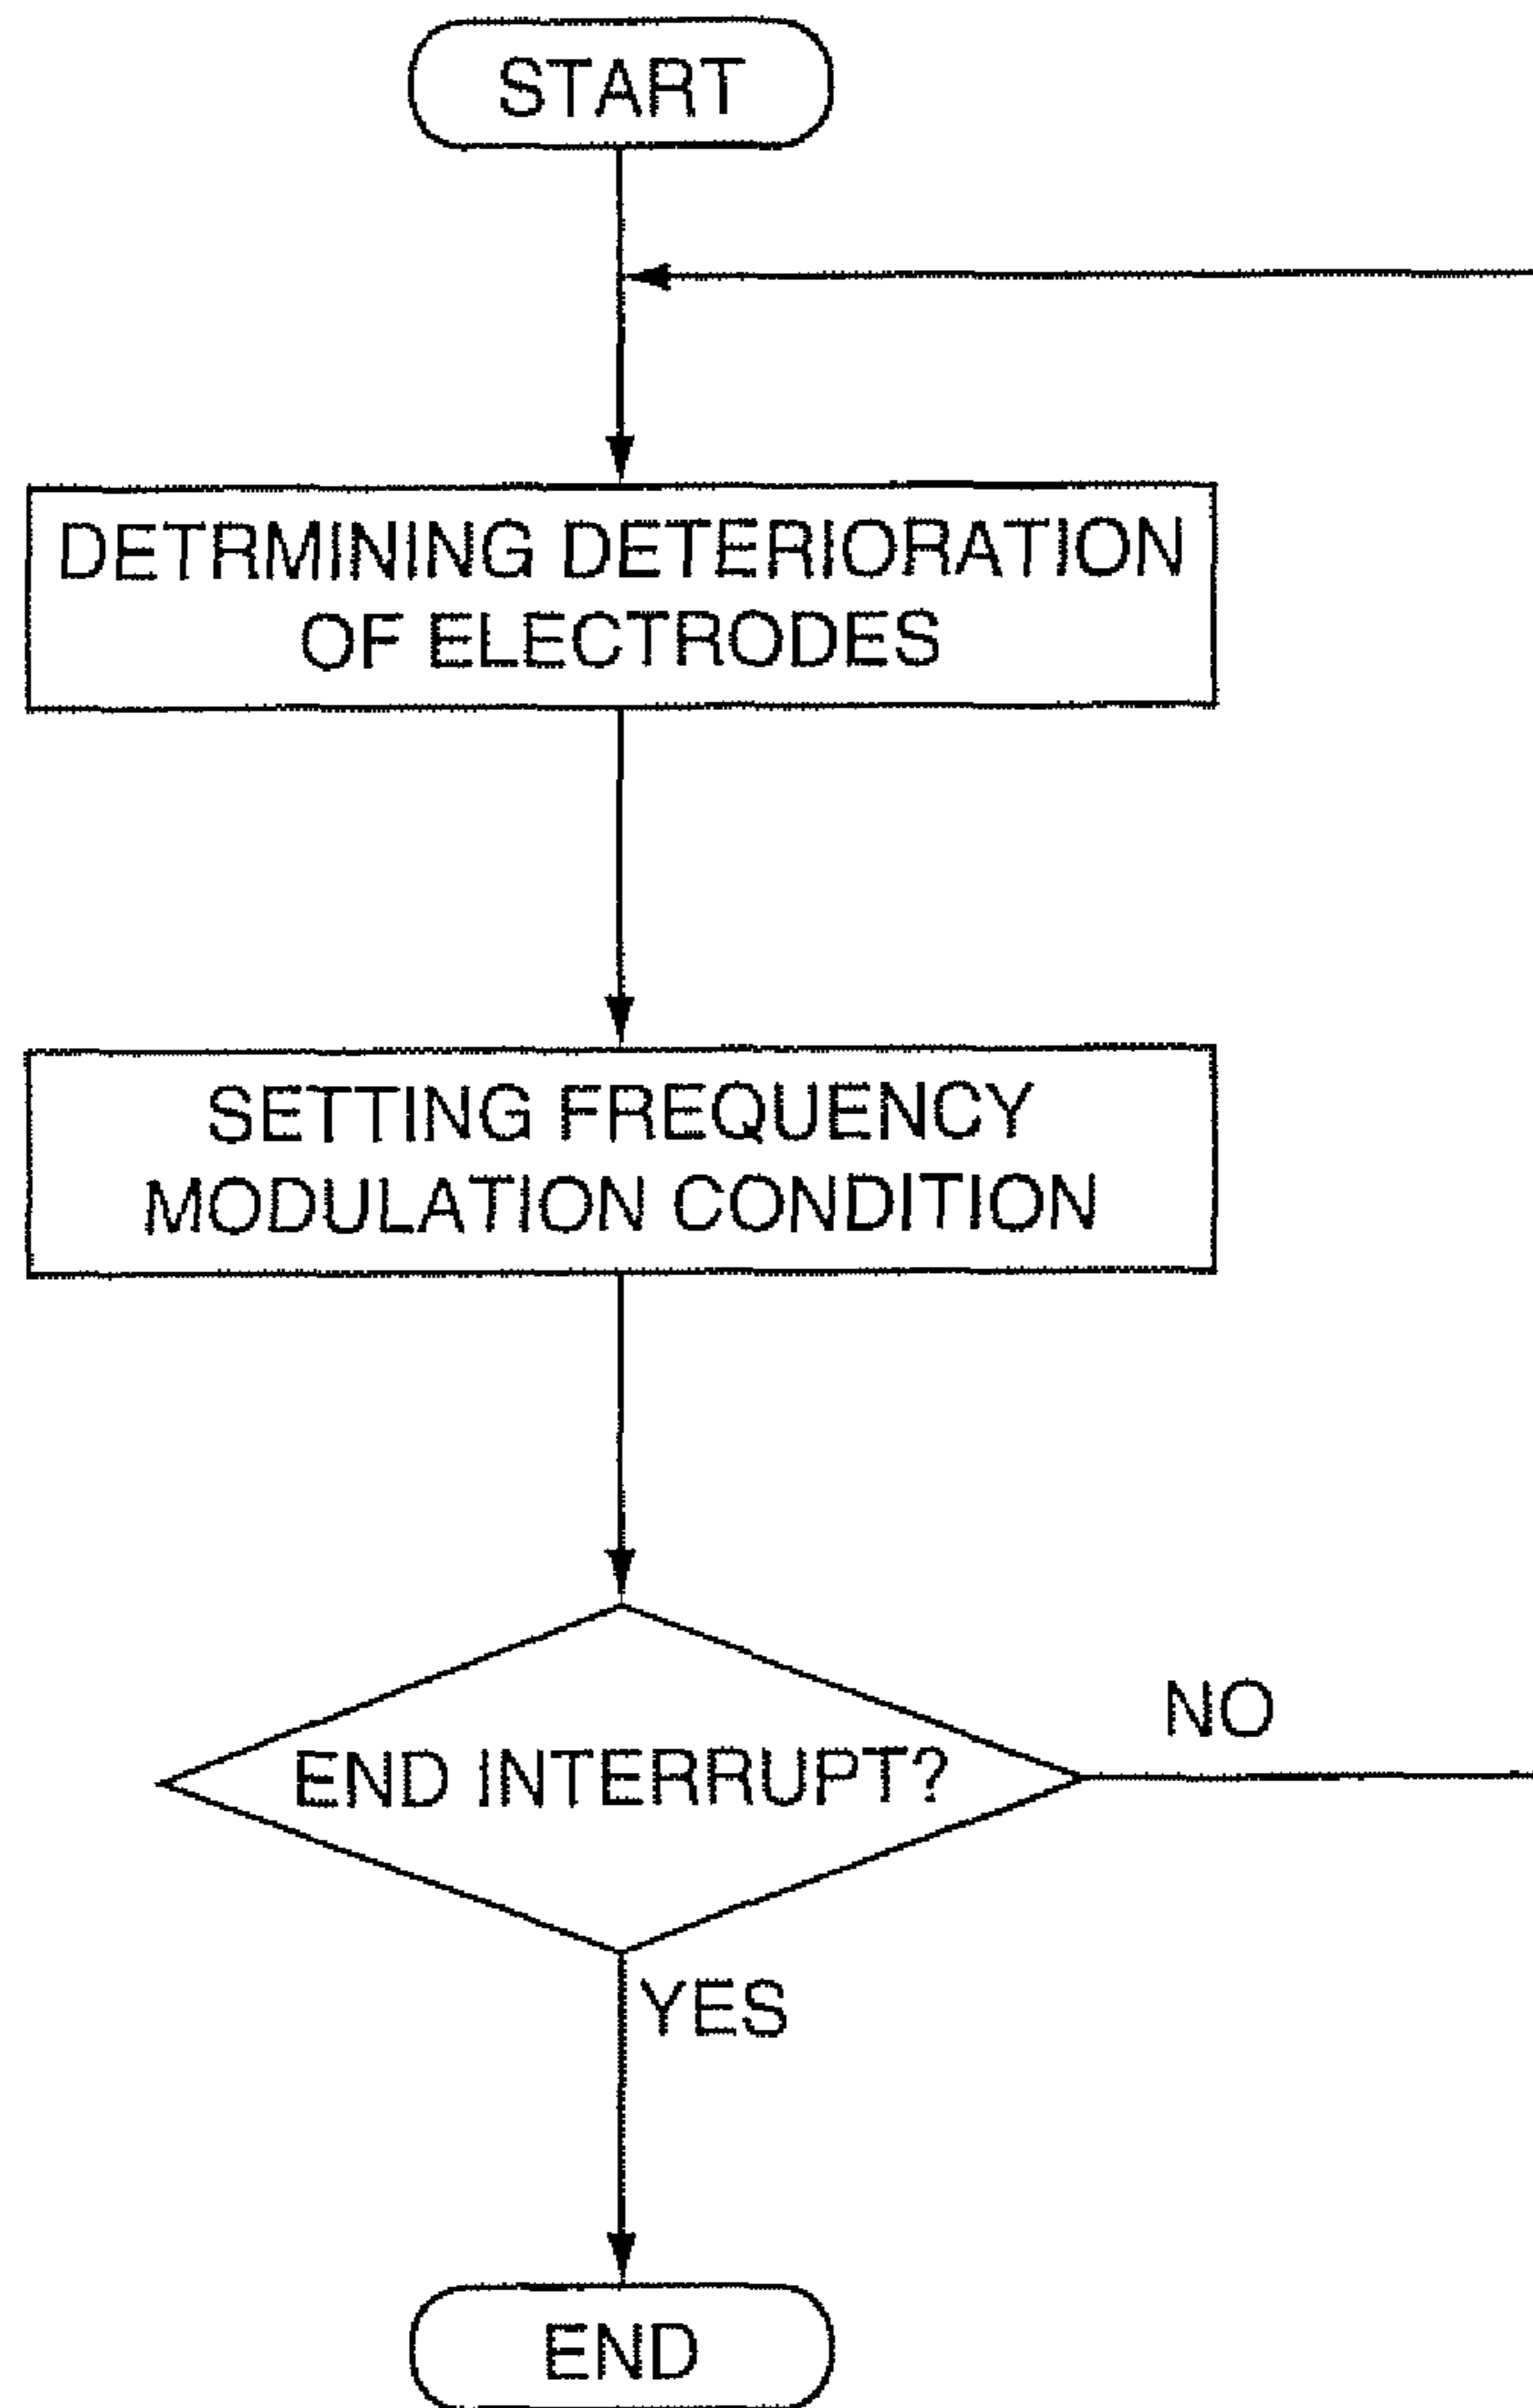 START
DETRMINING DETERIORATION
OF ELECTRODES
SETTING FREQUENCY
MODULATION CONDITION
NO
END INTERRUPT?
YES
END